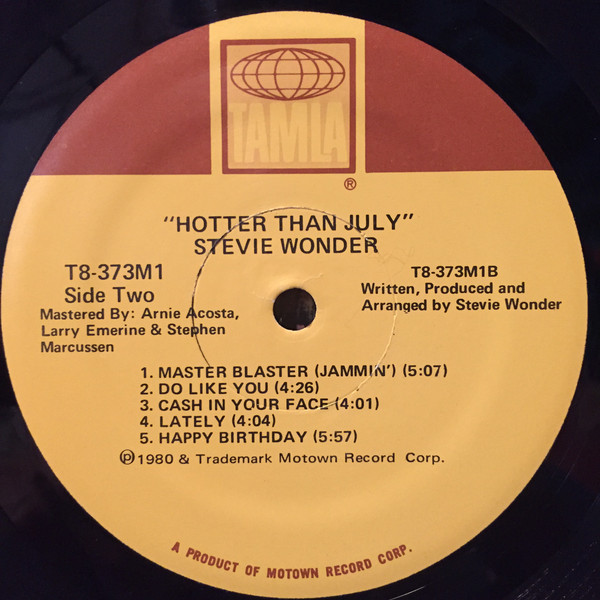 TAMLA
®
"HOTTER THAN JULY"
STEVIE WONDER
T8-373M1
Side Two
Mastered By: Arnie Acosta,
Larry Emerine & Stephen
Marcussen
T8-373M1B
Written, Produced and
Arranged by Stevie Wonder
1. MASTER BLASTER (JAMMIN') (5:07)
2. DO LIKE YOU (4:26)
3. CASH IN YOUR FACE (4:01)
4. LATELY (4:04)
5. HAPPY BIRTHDAY (5:57)
℗1980 & Trademark Motown Record Corp.
A PRODUCT OF MOTOWN RECORD CORP.